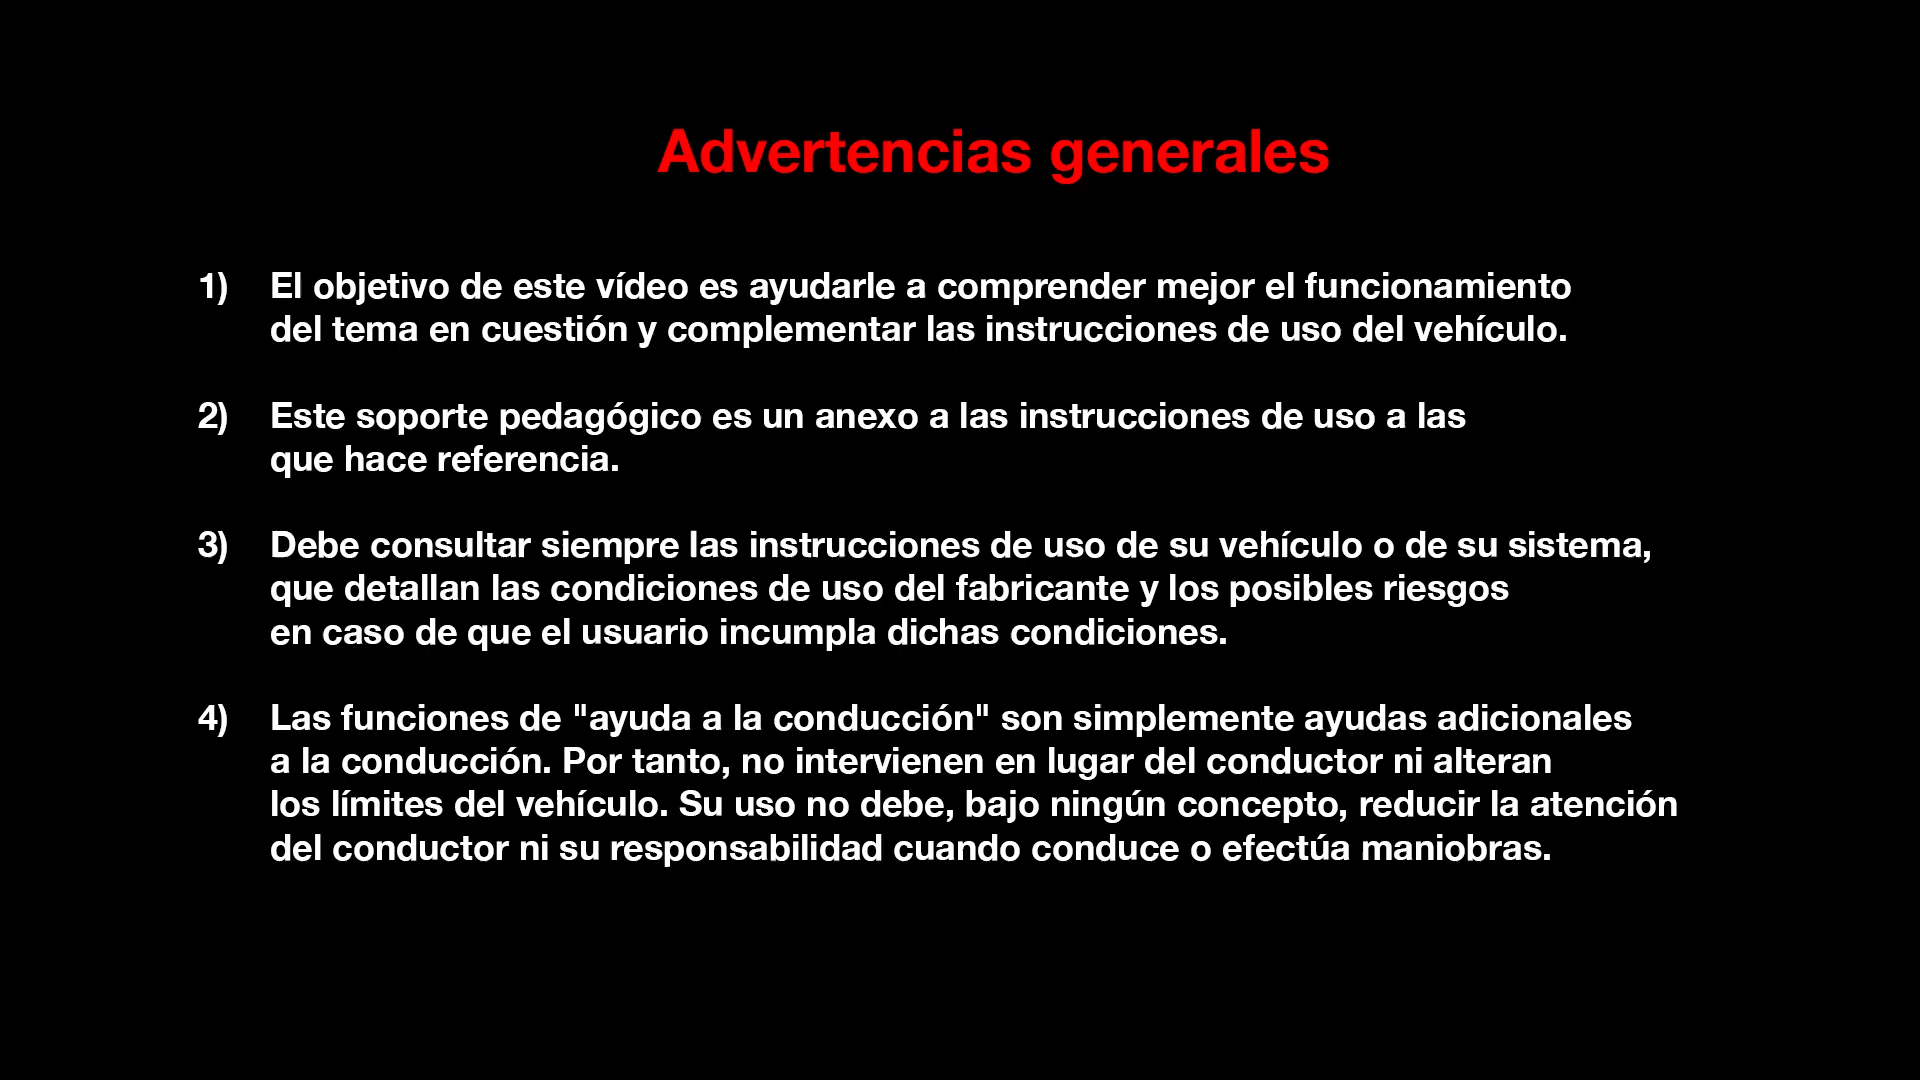 Advertencias generales
1) El objetivo de este vídeo es ayudarle a comprender mejor el funcionamiento
del tema en cuestión y complementar las instrucciones de uso del vehículo.
2) Este soporte pedagógico es un anexo a las instrucciones de uso a las
que hace referencia.
3) Debe consultar siempre las instrucciones de uso de su vehículo o de su sistema,
que detallan las condiciones de uso del fabricante y los posibles riesgos
en caso de que el usuario incumpla dichas condiciones.
4) Las funciones de "ayuda a la conducción" son simplemente ayudas adicionales
a la conducción. Por tanto, no intervienen en lugar del conductor ni alteran
los límites del vehículo. Su uso no debe, bajo ningún concepto, reducir la atención
del conductor ni su responsabilidad cuando conduce o efectúa maniobras.